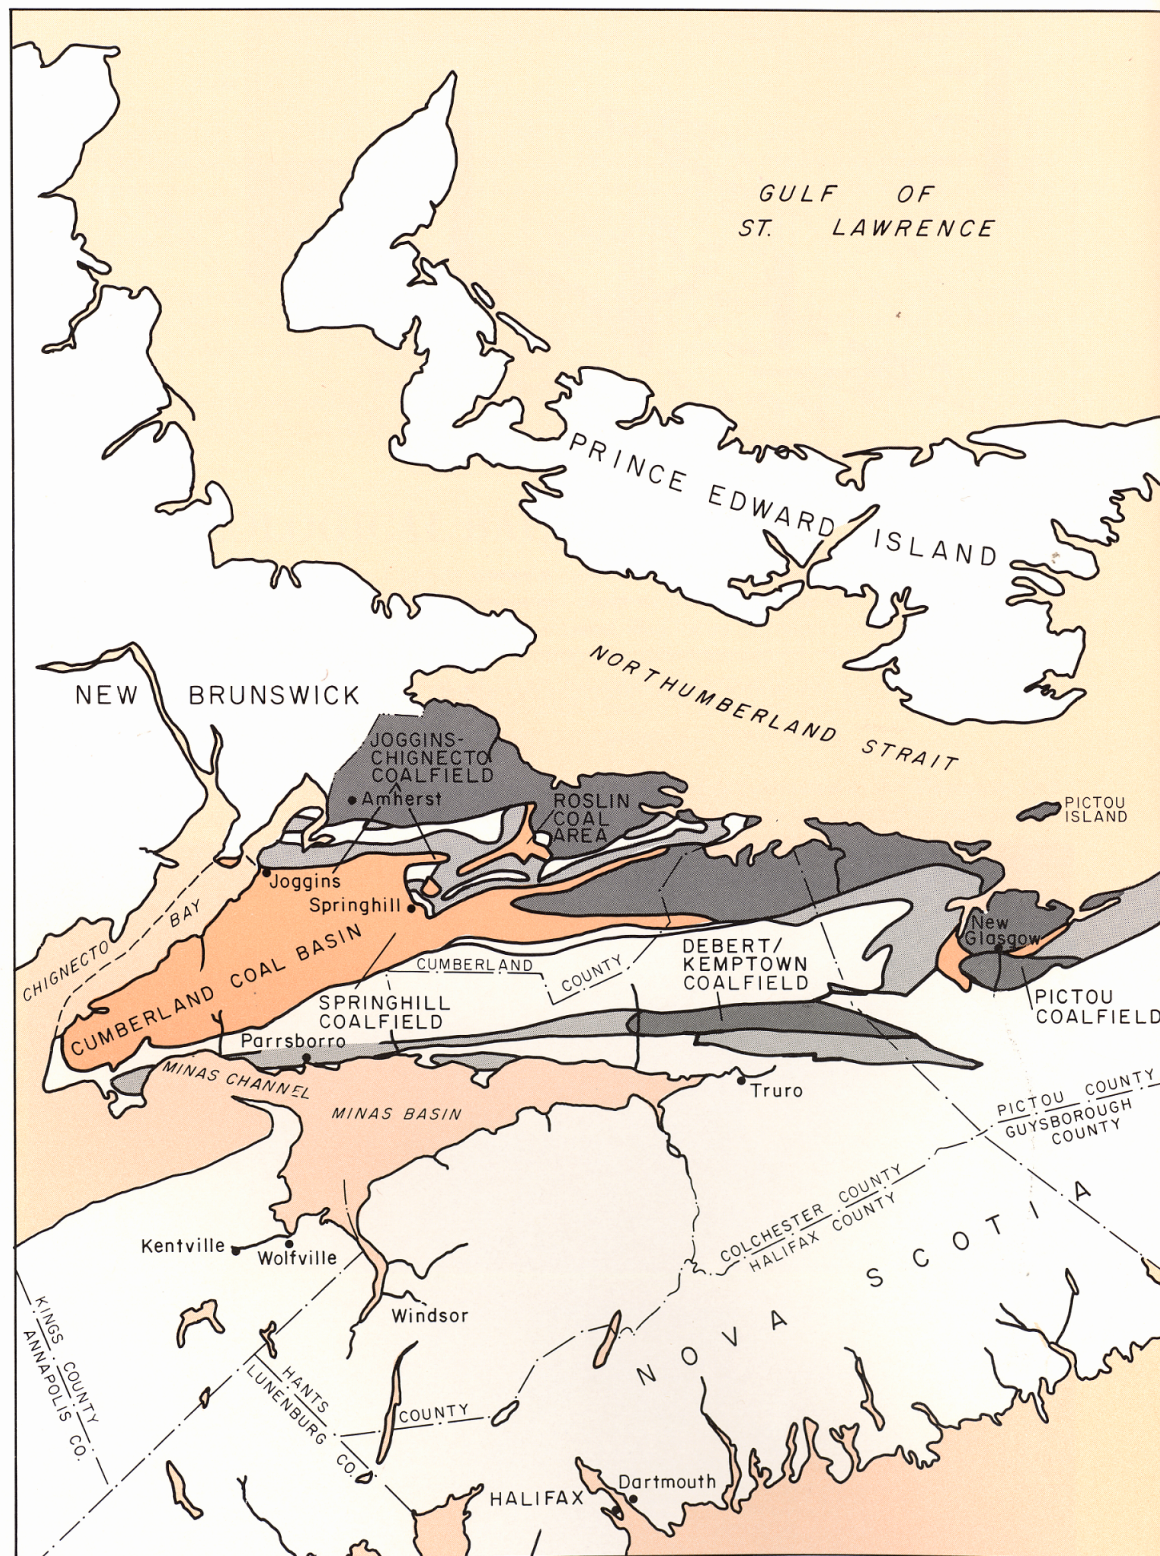 GULF OF
ST. LAWRENCE
PRINCE EDWARD ISLAND
NORTHUMBERLAND STRAIT
NEW BRUNSWICK
JOGGINS-
CHIGNECTO
COALFIELD
Amherst
ROSLIN
COAL
AREA
PICTOU
ISLAND
Joggins
Springhill
CHIGNECTO BAY
CUMBERLAND COAL BASIN
New
Glasgow
CUMBERLAND COUNTY
DEBERT/
KEMPTOWN
COALFIELD
SPRINGHILL
COALFIELD
PICTOU
COALFIELD
Parrsborro
MINAS CHANNEL
MINAS BASIN
Truro
PICTOU COUNTY
GUYSBOROUGH
COUNTY
COLCHESTER COUNTY
HALIFAX COUNTY
NOVA SCOTIA
Kentville
Wolfville
Windsor
KINGS COUNTY
ANNAPOLIS CO.
HANTS COUNTY
LUNENBURG CO.
Dartmouth
HALIFAX